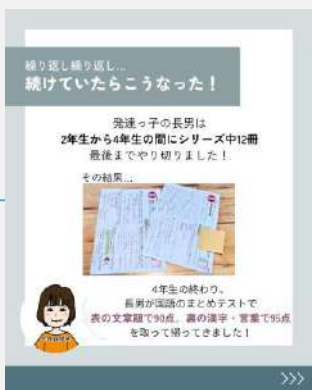 繰り返し繰り返し...
続けていたらこうなった！
発達っ子の長男は
2年生から4年生の間にシリーズ中12冊
最後までやり切りました！
その結果...
4年生の終わり。
長男が国語のまとめテストで
表の文章題で90点、裏の漢字・言葉で95点
を取って帰ってきました！
>>>